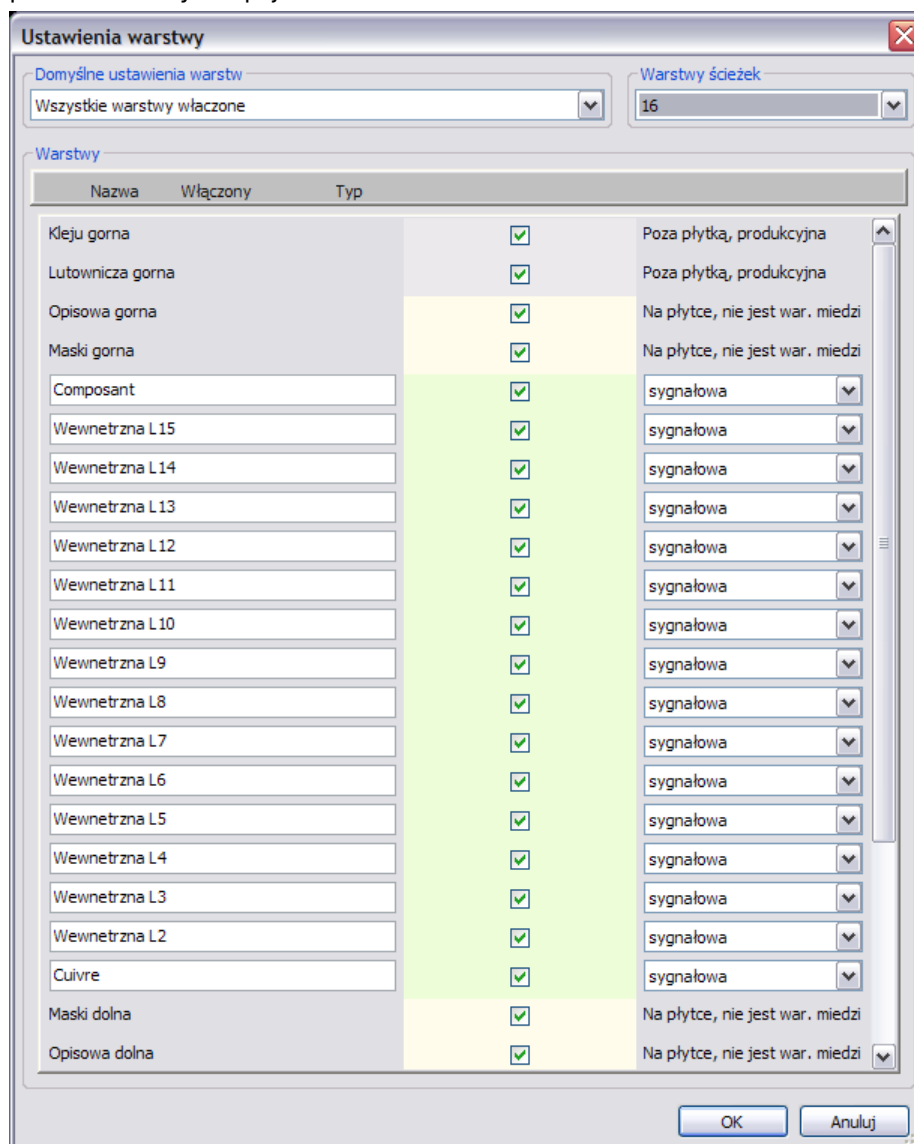 Ustawienia warstwy
Domyślne ustawienia warstw
Warstwy ścieżek
Wszystkie warstwy właczone
16
Warstwy
Nazwa Włączony Typ
Kleju gorna Poza płytką, produkcyjna
Lutownicza gorna Poza płytką, produkcyjna
Opisowa gorna Na płytce, nie jest war. miedzi
Maski gorna Na płytce, nie jest war. miedzi
Composant sygnałowa
Wewnetrzna L15 sygnałowa
Wewnetrzna L14 sygnałowa
Wewnetrzna L13 sygnałowa
Wewnetrzna L12 sygnałowa
Wewnetrzna L11 sygnałowa
Wewnetrzna L10 sygnałowa
Wewnetrzna L9 sygnałowa
Wewnetrzna L8 sygnałowa
Wewnetrzna L7 sygnałowa
Wewnetrzna L6 sygnałowa
Wewnetrzna L5 sygnałowa
Wewnetrzna L4 sygnałowa
Wewnetrzna L3 sygnałowa
Wewnetrzna L2 sygnałowa
Cuivre sygnałowa
Maski dolna Na płytce, nie jest war. miedzi
Opisowa dolna Na płytce, nie jest war. miedzi
OK Anuluj